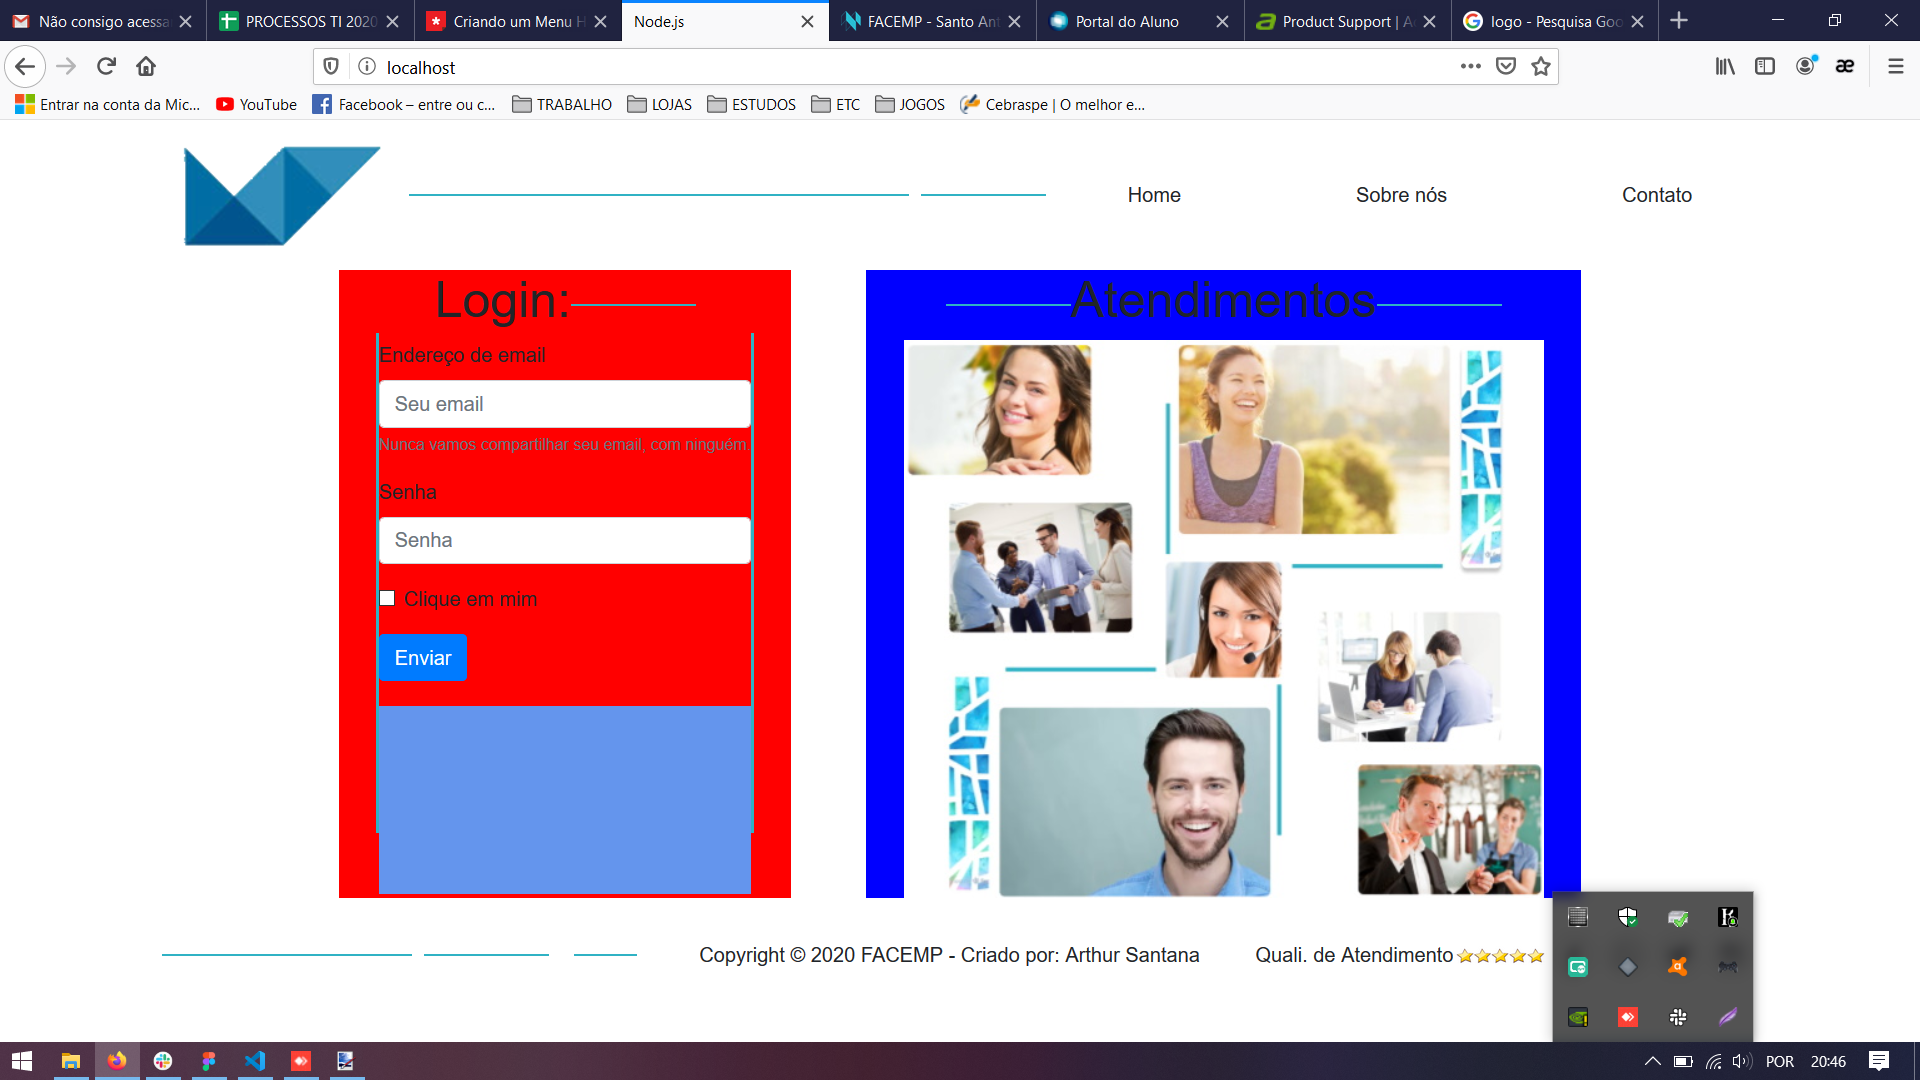 Não consigo acessa
PROCESSOS TI 2020
Criando um Menu H
Node.js
FACEMP - Santo Ant
Portal do Aluno
Product Support | A
logo - Pesquisa Goo
localhost
Entrar na conta da Mic...
YouTube
Facebook – entre ou c...
TRABALHO
LOJAS
ESTUDOS
ETC
JOGOS
Cebraspe | O melhor e...
Home
Sobre nós
Contato
Login:
Atendimentos
Endereço de email
Seu email
Nunca vamos compartilhar seu email, com ninguém.
Senha
Senha
Clique em mim
Enviar
Copyright © 2020 FACEMP - Criado por: Arthur Santana
Quali. de Atendimento
POR
20:46